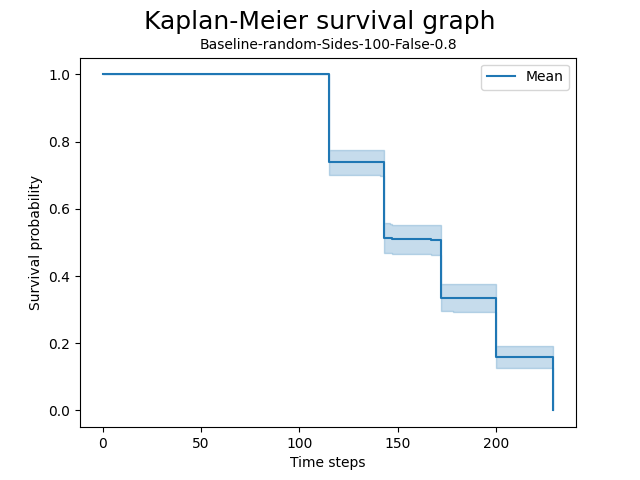 Kaplan-Meier survival graph
Baseline-random-Sides-100-False-0.8
Mean
Survival probability
1.0
0.8
0.6
0.4
0.2
0.0
0 50 100 150 200
Time steps